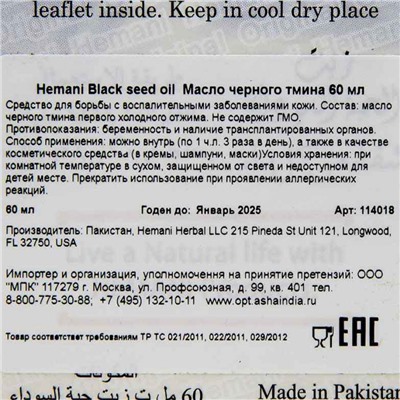 leaflet inside. Keep in cool dry place
Hemani Black seed oil Масло черного тмина 60 мл
Средство для борьбы с воспалительными заболеваниями кожи. Состав: масло
черного тмина первого холодного отжима. Не содержит ГМО.
Противопоказания: беременность и наличие трансплантированных органов.
Способ применения: можно внутрь (по 1 ч.л. 3 раза в день), а также в качестве
косметического средства (в кремы, шампуни, маски)Условия хранения: при
комнатной температуре в сухом, защищенном от света и недоступном для
детей месте. Прекратить использование при проявлении аллергических
реакций.
60 мл Годен до: Январь 2025 Арт: 114018
Производитель: Пакистан, Hemani Herbal LLC 215 Pineda St Unit 121, Longwood,
FL 32750, USA
Live a Natural life with
Импортер и организация, уполномоченная на принятие претензий: ООО
"МПК" 117279 г. Москва, ул. Профсоюзная, д. 99, кв. 401 тел.:
8-800-775-30-88; +7 (495) 132-10-11 www.opt.ashaindia.ru
Товар соответствует требованиям ТР ТС 021/2011, 022/2011, 029/2012
EAC
60 مل ت زيت حبة السوداء
Made in Pakistan